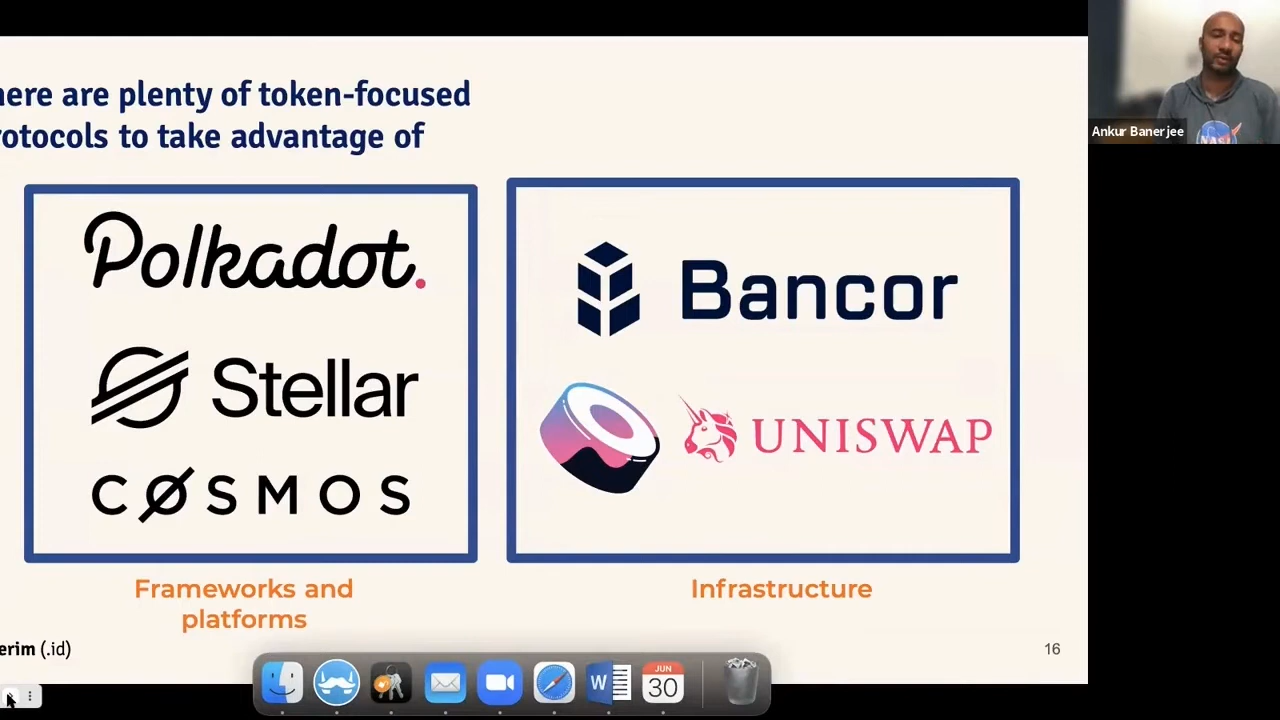 here are plenty of token-focused
rotocols to take advantage of
Ankur Banerjee
Polkadot.
Stellar
CØSMOS
Bancor
UNISWAP
Frameworks and
platforms
Infrastructure
erim (.id)
16
W
JUN
30